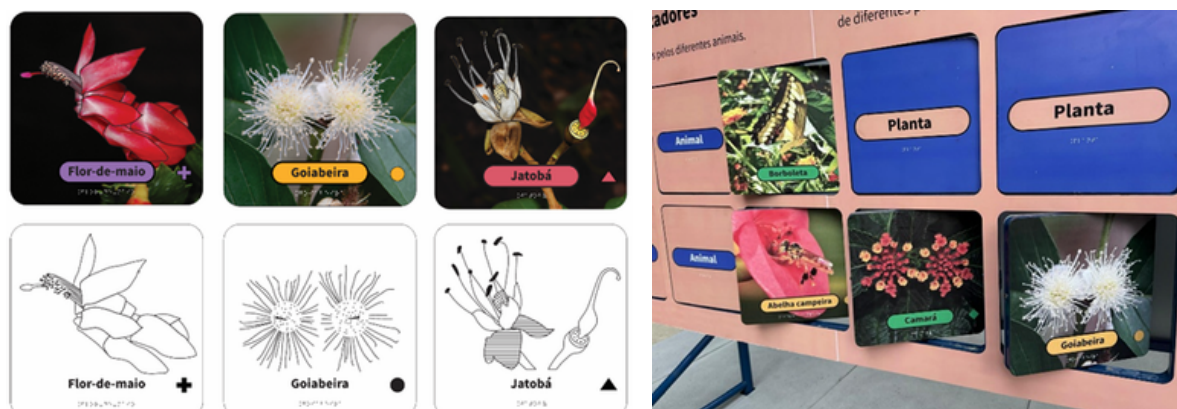 Flor-de-maio
Goiabeira
Jatobá
Flor-de-maio
Goiabeira
Jatobá
adores
de diferentes
pelos diferentes animais.
Animal
Borboleta
Planta
Planta
Animal
Abelha campeira
Camará
Goiabeira